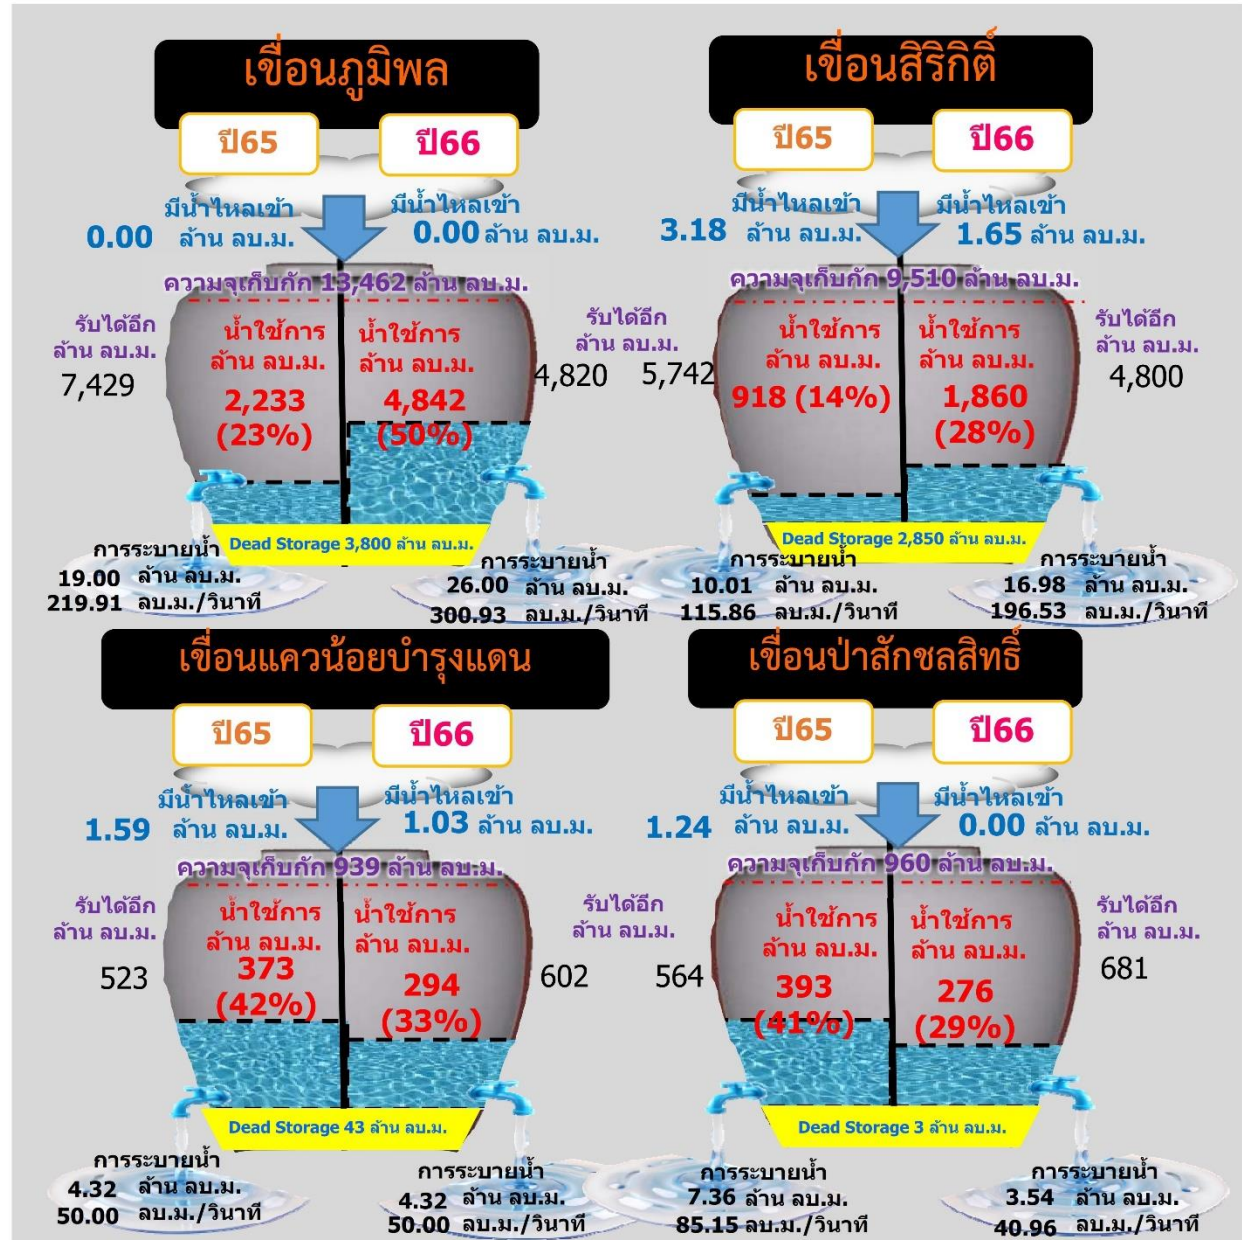 เขื่อนภูมิพล
ปี65
ปี66
มีน้ำไหลเข้า
0.00 ล้าน ลบ.ม.
มีน้ำไหลเข้า
0.00 ล้าน ลบ.ม.
ความจุเก็บกัก 13,462 ล้าน ลบ.ม.
รับได้อีก
ล้าน ลบ.ม.
7,429
น้ำใช้การ
ล้าน ลบ.ม.
2,233
(23%)
น้ำใช้การ
ล้าน ลบ.ม.
4,842
(50%)
รับได้อีก
ล้าน ลบ.ม.
4,820
Dead Storage 3,800 ล้าน ลบ.ม.
การระบายน้ำ
19.00 ล้าน ลบ.ม.
219.91 ลบ.ม./วินาที
การระบายน้ำ
26.00 ล้าน ลบ.ม.
300.93 ลบ.ม./วินาที
เขื่อนสิริกิติ์
ปี65
ปี66
มีน้ำไหลเข้า
3.18 ล้าน ลบ.ม.
มีน้ำไหลเข้า
1.65 ล้าน ลบ.ม.
ความจุเก็บกัก 9,510 ล้าน ลบ.ม.
5,742
น้ำใช้การ
ล้าน ลบ.ม.
918 (14%)
น้ำใช้การ
ล้าน ลบ.ม.
1,860
(28%)
รับได้อีก
ล้าน ลบ.ม.
4,800
Dead Storage 2,850 ล้าน ลบ.ม.
การระบายน้ำ
10.01 ล้าน ลบ.ม.
115.86 ลบ.ม./วินาที
การระบายน้ำ
16.98 ล้าน ลบ.ม.
196.53 ลบ.ม./วินาที
เขื่อนแควน้อยบำรุงแดน
ปี65
ปี66
มีน้ำไหลเข้า
1.59 ล้าน ลบ.ม.
มีน้ำไหลเข้า
1.03 ล้าน ลบ.ม.
ความจุเก็บกัก 939 ล้าน ลบ.ม.
รับได้อีก
ล้าน ลบ.ม.
523
น้ำใช้การ
ล้าน ลบ.ม.
373
(42%)
น้ำใช้การ
ล้าน ลบ.ม.
294
(33%)
รับได้อีก
ล้าน ลบ.ม.
602
Dead Storage 43 ล้าน ลบ.ม.
การระบายน้ำ
4.32 ล้าน ลบ.ม.
50.00 ลบ.ม./วินาที
การระบายน้ำ
4.32 ล้าน ลบ.ม.
50.00 ลบ.ม./วินาที
เขื่อนป่าสักชลสิทธิ์
ปี65
ปี66
มีน้ำไหลเข้า
1.24 ล้าน ลบ.ม.
มีน้ำไหลเข้า
0.00 ล้าน ลบ.ม.
ความจุเก็บกัก 960 ล้าน ลบ.ม.
564
น้ำใช้การ
ล้าน ลบ.ม.
393
(41%)
น้ำใช้การ
ล้าน ลบ.ม.
276
(29%)
รับได้อีก
ล้าน ลบ.ม.
681
Dead Storage 3 ล้าน ลบ.ม.
การระบายน้ำ
7.36 ล้าน ลบ.ม.
85.15 ลบ.ม./วินาที
การระบายน้ำ
3.54 ล้าน ลบ.ม.
40.96 ลบ.ม./วินาที